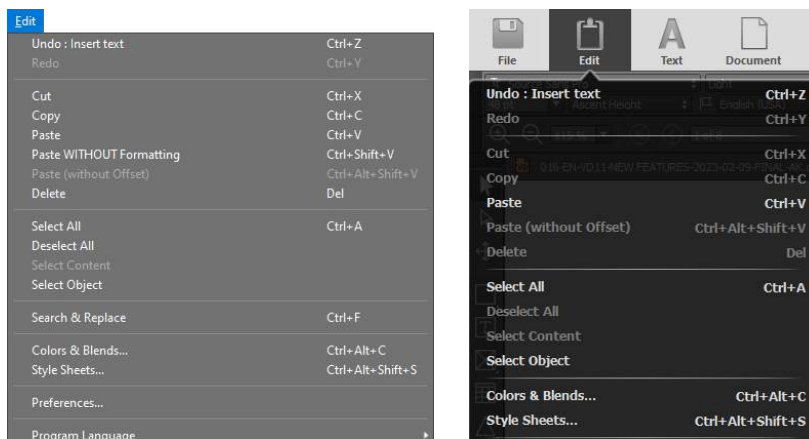 Edit
Undo : Insert text Ctrl+Z
Redo Ctrl+Y
Cut Ctrl+X
Copy Ctrl+C
Paste Ctrl+V
Paste WITHOUT Formatting Ctrl+Shift+V
Paste (without Offset) Ctrl+Alt+Shift+V
Delete Del
Select All Ctrl+A
Deselect All
Select Content
Select Object
Search & Replace Ctrl+F
Colors & Blends... Ctrl+Alt+C
Style Sheets... Ctrl+Alt+Shift+S
Preferences...
Program Language
File Edit Text Document
Undo : Insert text Ctrl+Z
Redo Ctrl+Y
Cut Ctrl+X
Copy Ctrl+C
Paste Ctrl+V
Paste (without Offset) Ctrl+Alt+Shift+V
Delete Del
Select All Ctrl+A
Deselect All
Select Content
Select Object
Colors & Blends... Ctrl+Alt+C
Style Sheets... Ctrl+Alt+Shift+S